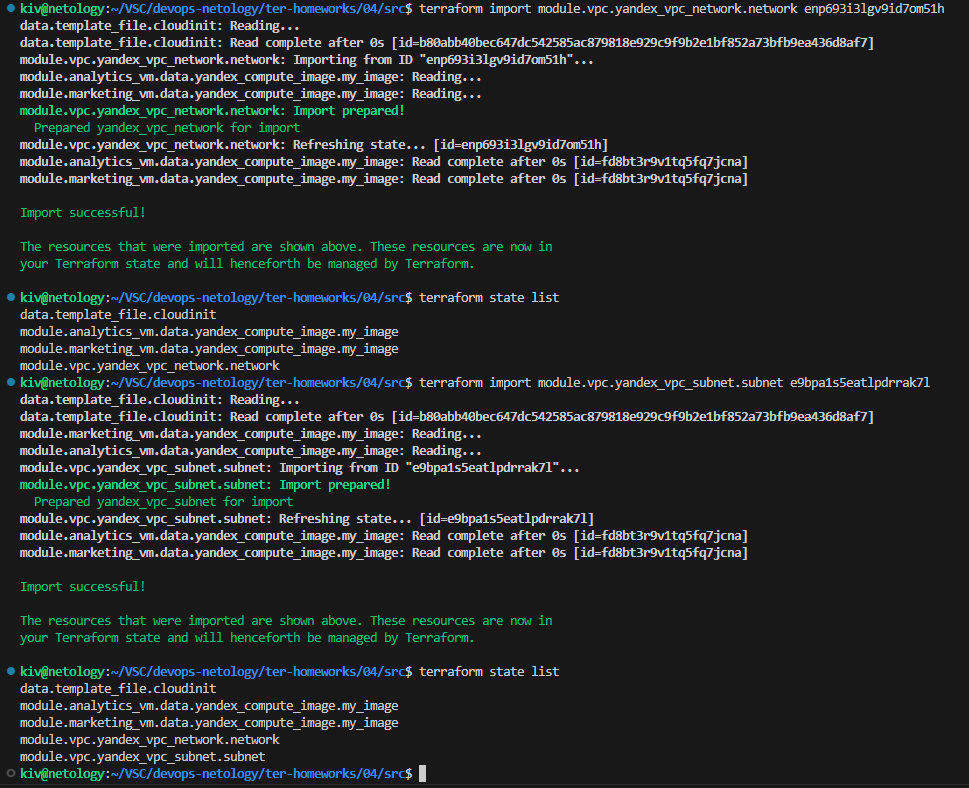 kiv@netology:~/VSC/devops-netology/ter-homeworks/04/src$ terraform import module.vpc.yandex_vpc_network.network enp693i3lgv9id7om51h
data.template_file.cloudinit: Reading...
data.template_file.cloudinit: Read complete after 0s [id=b80abb40bec647dc542585ac879818e929c9f9b2e1bf852a73bfb9ea436d8af7]
module.vpc.yandex_vpc_network.network: Importing from ID "enp693i3lgv9id7om51h"...
module.analytics_vm.data.yandex_compute_image.my_image: Reading...
module.marketing_vm.data.yandex_compute_image.my_image: Reading...
module.vpc.yandex_vpc_network.network: Import prepared!
  Prepared yandex_vpc_network for import
module.vpc.yandex_vpc_network.network: Refreshing state... [id=enp693i3lgv9id7om51h]
module.analytics_vm.data.yandex_compute_image.my_image: Read complete after 0s [id=fd8bt3r9v1tq5fq7jcna]
module.marketing_vm.data.yandex_compute_image.my_image: Read complete after 0s [id=fd8bt3r9v1tq5fq7jcna]
Import successful!
The resources that were imported are shown above. These resources are now in
your Terraform state and will henceforth be managed by Terraform.
kiv@netology:~/VSC/devops-netology/ter-homeworks/04/src$ terraform state list
data.template_file.cloudinit
module.analytics_vm.data.yandex_compute_image.my_image
module.marketing_vm.data.yandex_compute_image.my_image
module.vpc.yandex_vpc_network.network
kiv@netology:~/VSC/devops-netology/ter-homeworks/04/src$ terraform import module.vpc.yandex_vpc_subnet.subnet e9bpa1s5eatlpdrrak7l
data.template_file.cloudinit: Reading...
data.template_file.cloudinit: Read complete after 0s [id=b80abb40bec647dc542585ac879818e929c9f9b2e1bf852a73bfb9ea436d8af7]
module.marketing_vm.data.yandex_compute_image.my_image: Reading...
module.analytics_vm.data.yandex_compute_image.my_image: Reading...
module.vpc.yandex_vpc_subnet.subnet: Importing from ID "e9bpa1s5eatlpdrrak7l"...
module.vpc.yandex_vpc_subnet.subnet: Import prepared!
  Prepared yandex_vpc_subnet for import
module.vpc.yandex_vpc_subnet.subnet: Refreshing state... [id=e9bpa1s5eatlpdrrak7l]
module.analytics_vm.data.yandex_compute_image.my_image: Read complete after 0s [id=fd8bt3r9v1tq5fq7jcna]
module.marketing_vm.data.yandex_compute_image.my_image: Read complete after 0s [id=fd8bt3r9v1tq5fq7jcna]
Import successful!
The resources that were imported are shown above. These resources are now in
your Terraform state and will henceforth be managed by Terraform.
kiv@netology:~/VSC/devops-netology/ter-homeworks/04/src$ terraform state list
data.template_file.cloudinit
module.analytics_vm.data.yandex_compute_image.my_image
module.marketing_vm.data.yandex_compute_image.my_image
module.vpc.yandex_vpc_network.network
module.vpc.yandex_vpc_subnet.subnet
kiv@netology:~/VSC/devops-netology/ter-homeworks/04/src$